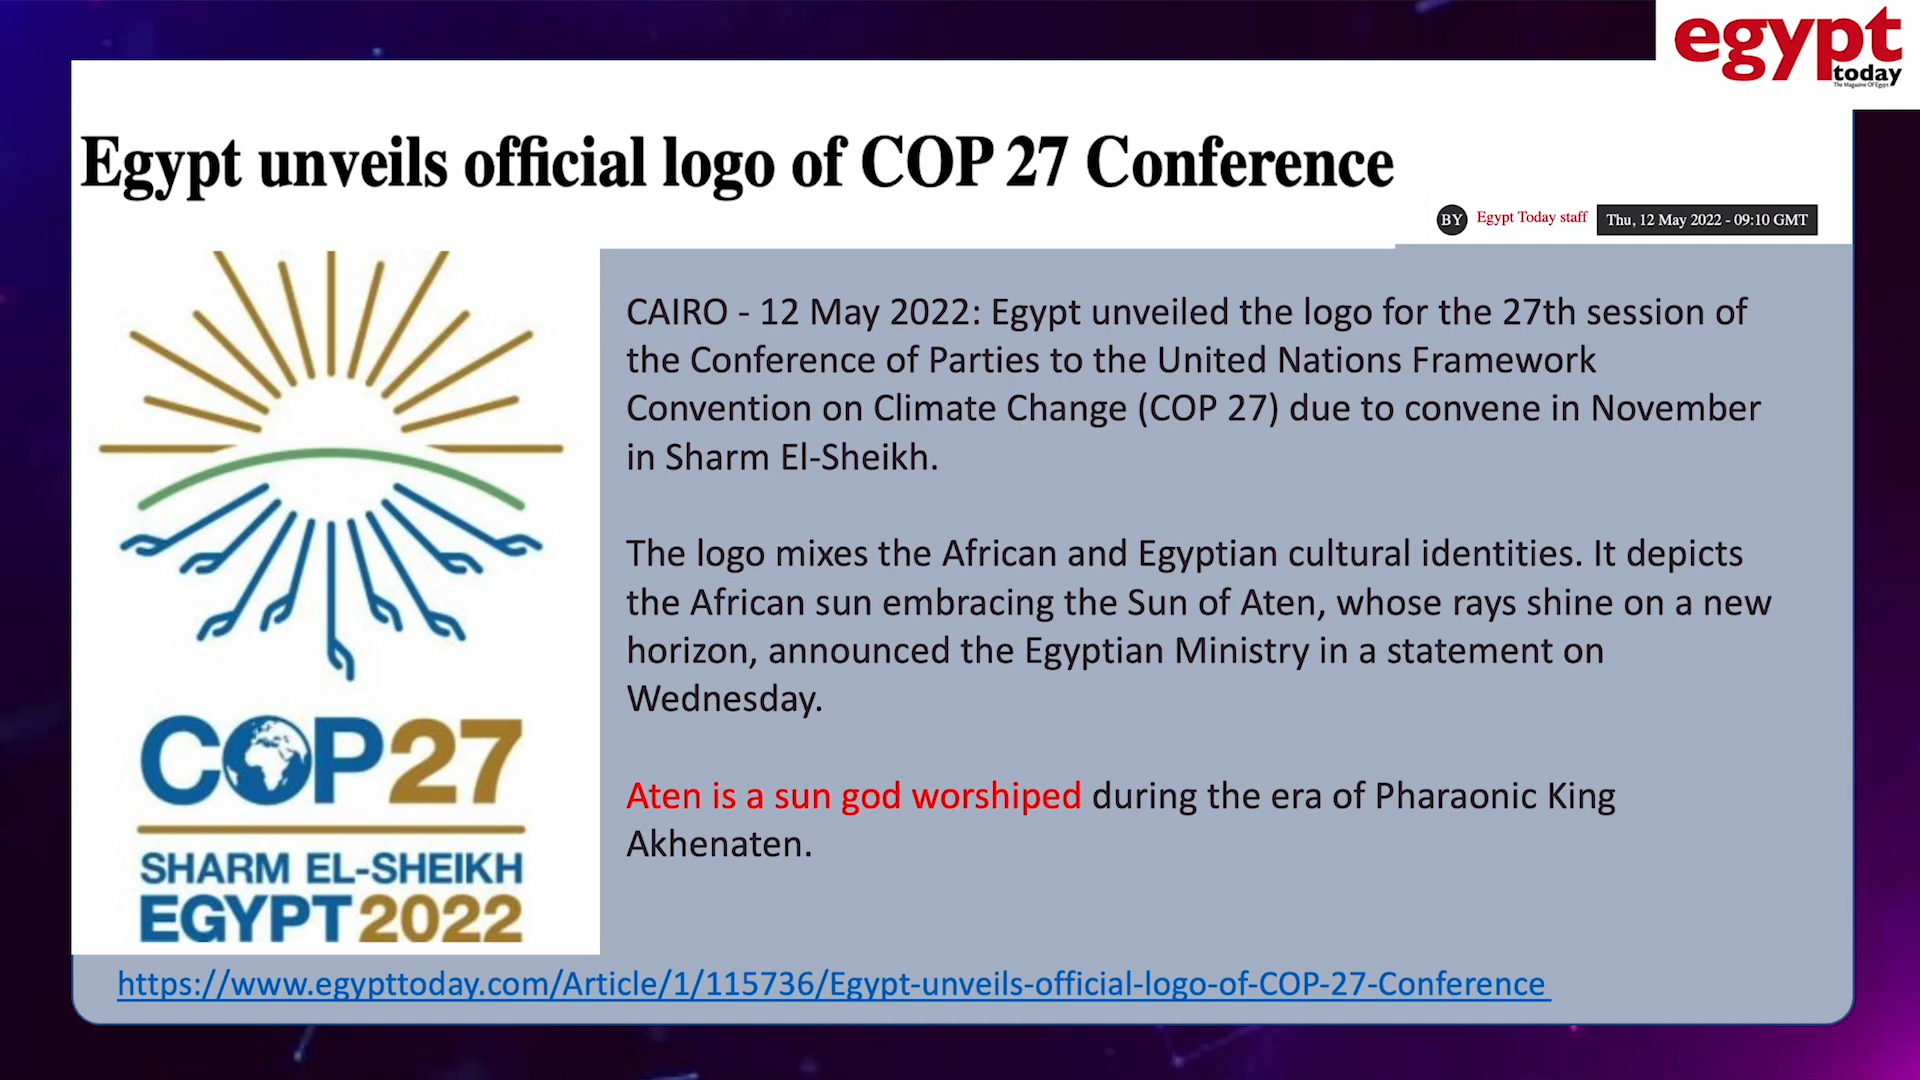 egypt
today
The Magazine Of Egypt
Egypt unveils official logo of COP 27 Conference
BY Egypt Today staff Thu, 12 May 2022 - 09:10 GMT
CAIRO - 12 May 2022: Egypt unveiled the logo for the 27th session of
the Conference of Parties to the United Nations Framework
Convention on Climate Change (COP 27) due to convene in November
in Sharm El-Sheikh.
The logo mixes the African and Egyptian cultural identities. It depicts
the African sun embracing the Sun of Aten, whose rays shine on a new
horizon, announced the Egyptian Ministry in a statement on
Wednesday.
Aten is a sun god worshiped during the era of Pharaonic King
Akhenaten.
COP27
SHARM EL-SHEIKH
EGYPT 2022
https://www.egypttoday.com/Article/1/115736/Egypt-unveils-official-logo-of-COP-27-Conference